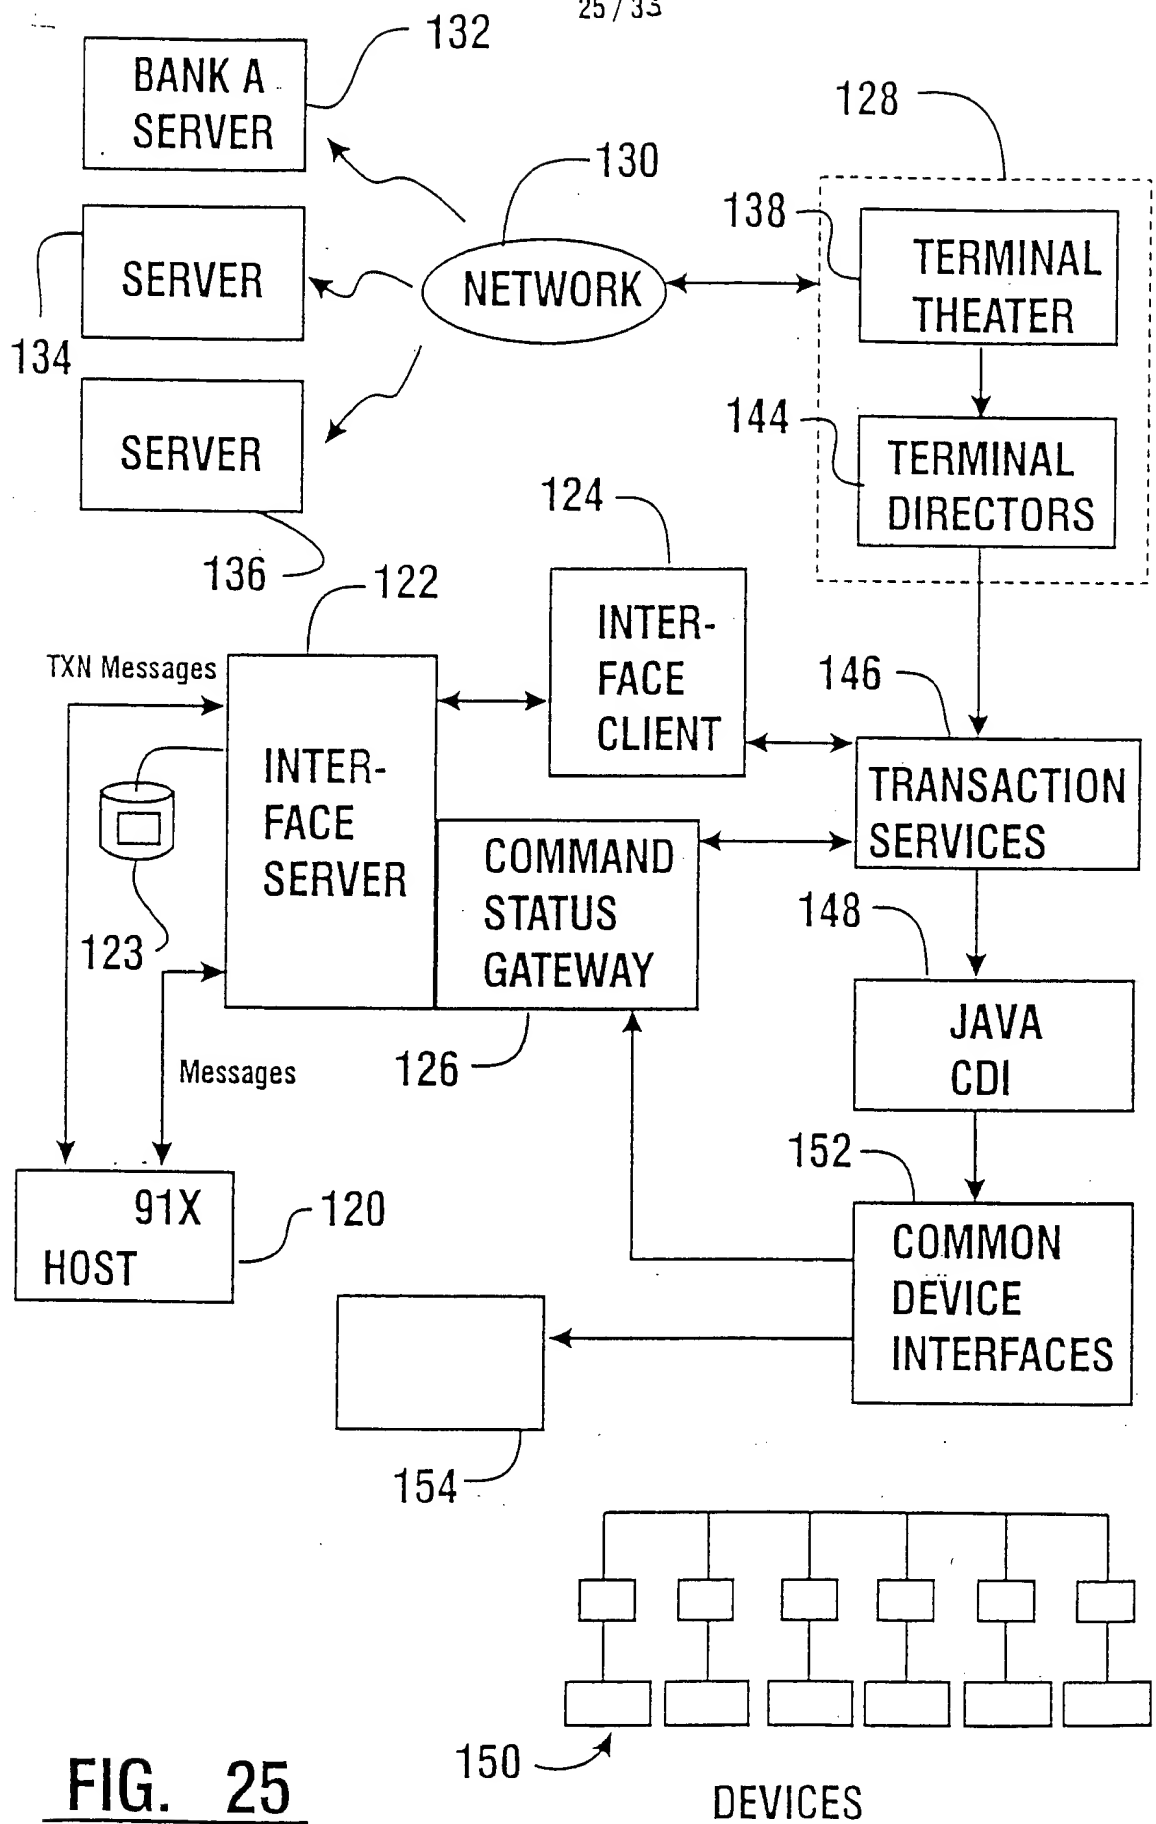 25/33
132
BANK A
SERVER
128
130
138
TERMINAL
THEATER
SERVER
NETWORK
134
144
TERMINAL
DIRECTORS
SERVER
124
136
122
INTER-
FACE
CLIENT
TXN Messages
146
INTER-
FACE
SERVER
TRANSACTION
SERVICES
COMMAND
STATUS
GATEWAY
148
123
JAVA
CDI
Messages
126
152
91X
HOST
120
COMMON
DEVICE
INTERFACES
154
150
FIG. 25
DEVICES